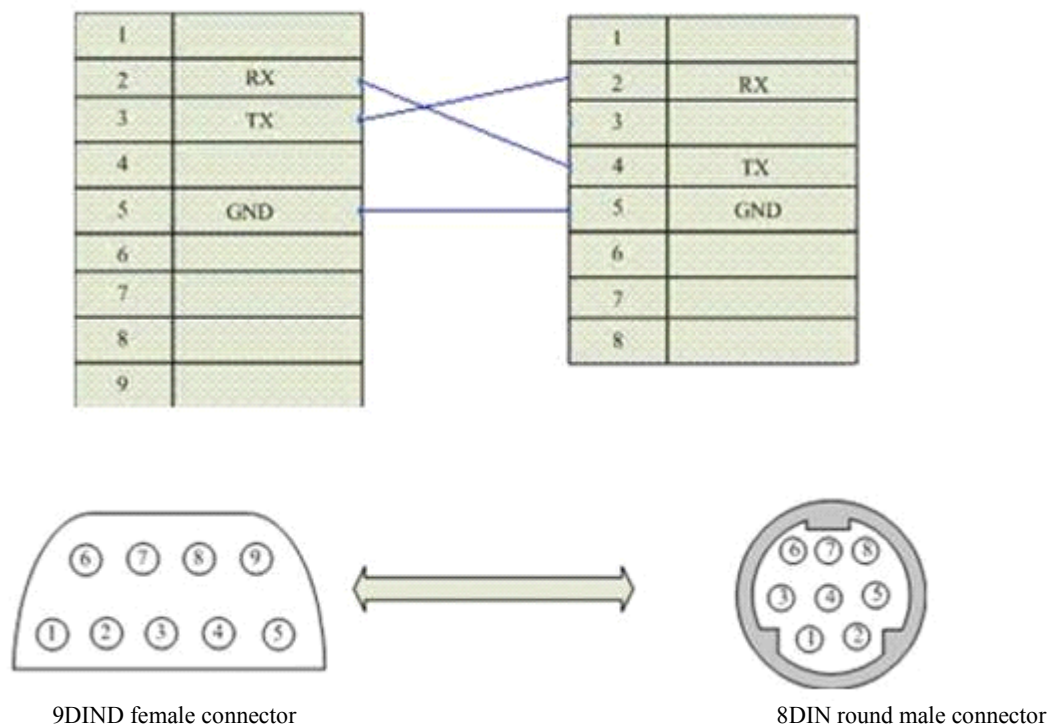 1
2 RX
3 TX
4
5 GND
6
7
8
9
1
2 RX
3
4 TX
5 GND
6
7
8
6 7 8 9
1 2 3 4 5
6 7 8
3 4 5
1 2
9DIND female connector
8DIN round male connector